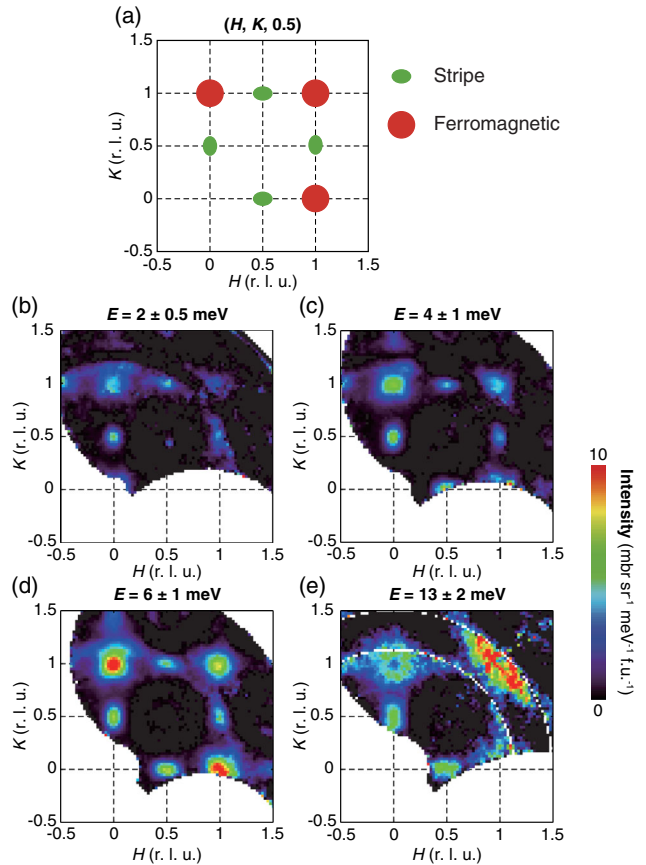 (a)
(H, K, 0.5)
1.5
1
0.5
0
-0.5
K (r. l. u.)
-0.5 0 0.5 1 1.5
H (r. l. u.)
Stripe
Ferromagnetic
(b)
E = 2 ± 0.5 meV
1.5
1
0.5
0
-0.5
K (r. l. u.)
-0.5 0 0.5 1 1.5
H (r. l. u.)
(c)
E = 4 ± 1 meV
1.5
1
0.5
0
-0.5
K (r. l. u.)
-0.5 0 0.5 1 1.5
H (r. l. u.)
(d)
E = 6 ± 1 meV
1.5
1
0.5
0
-0.5
K (r. l. u.)
-0.5 0 0.5 1 1.5
H (r. l. u.)
(e)
E = 13 ± 2 meV
1.5
1
0.5
0
-0.5
K (r. l. u.)
-0.5 0 0.5 1 1.5
H (r. l. u.)
10
0
Intensity (mbr sr⁻¹ meV⁻¹ f.u.⁻¹)